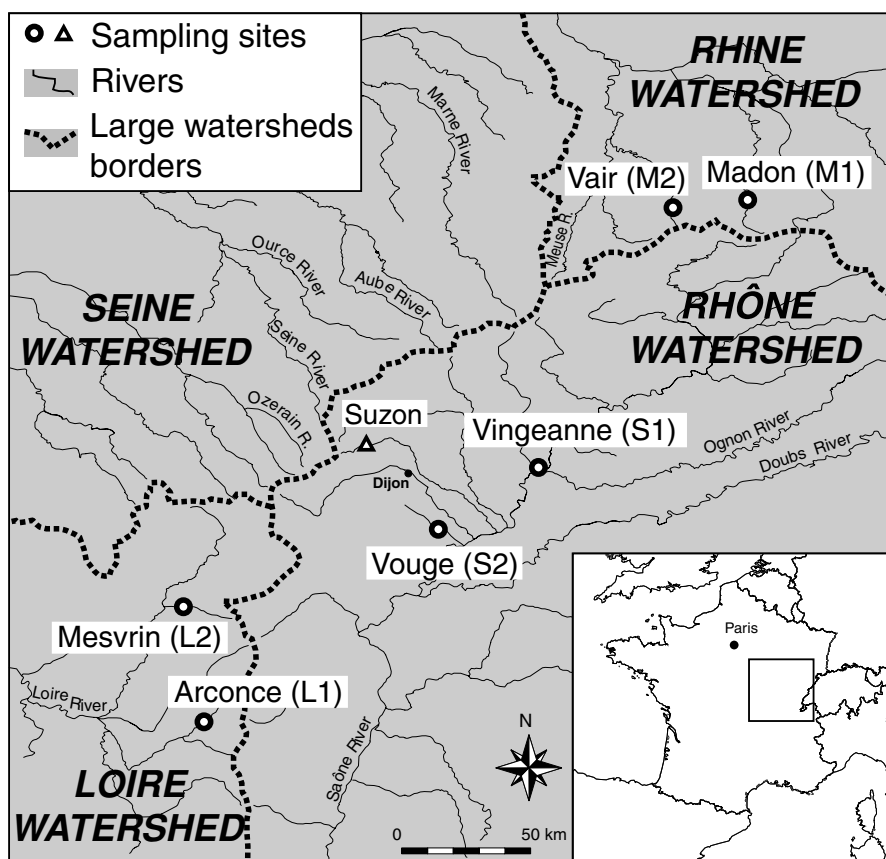 Sampling sites
Rivers
Large watersheds
borders
RHINE
WATERSHED
Marne River
Vair (M2)
Madon (M1)
Meuse R.
Ource River
Aube River
SEINE
WATERSHED
RHÔNE
WATERSHED
Seine River
Ozerain R.
Suzon
Vingeanne (S1)
Ognon River
Doubs River
Dijon
Vouge (S2)
Mesvrin (L2)
Loire River
Arconce (L1)
Saône River
LOIRE
WATERSHED
N
0 50 km
Paris